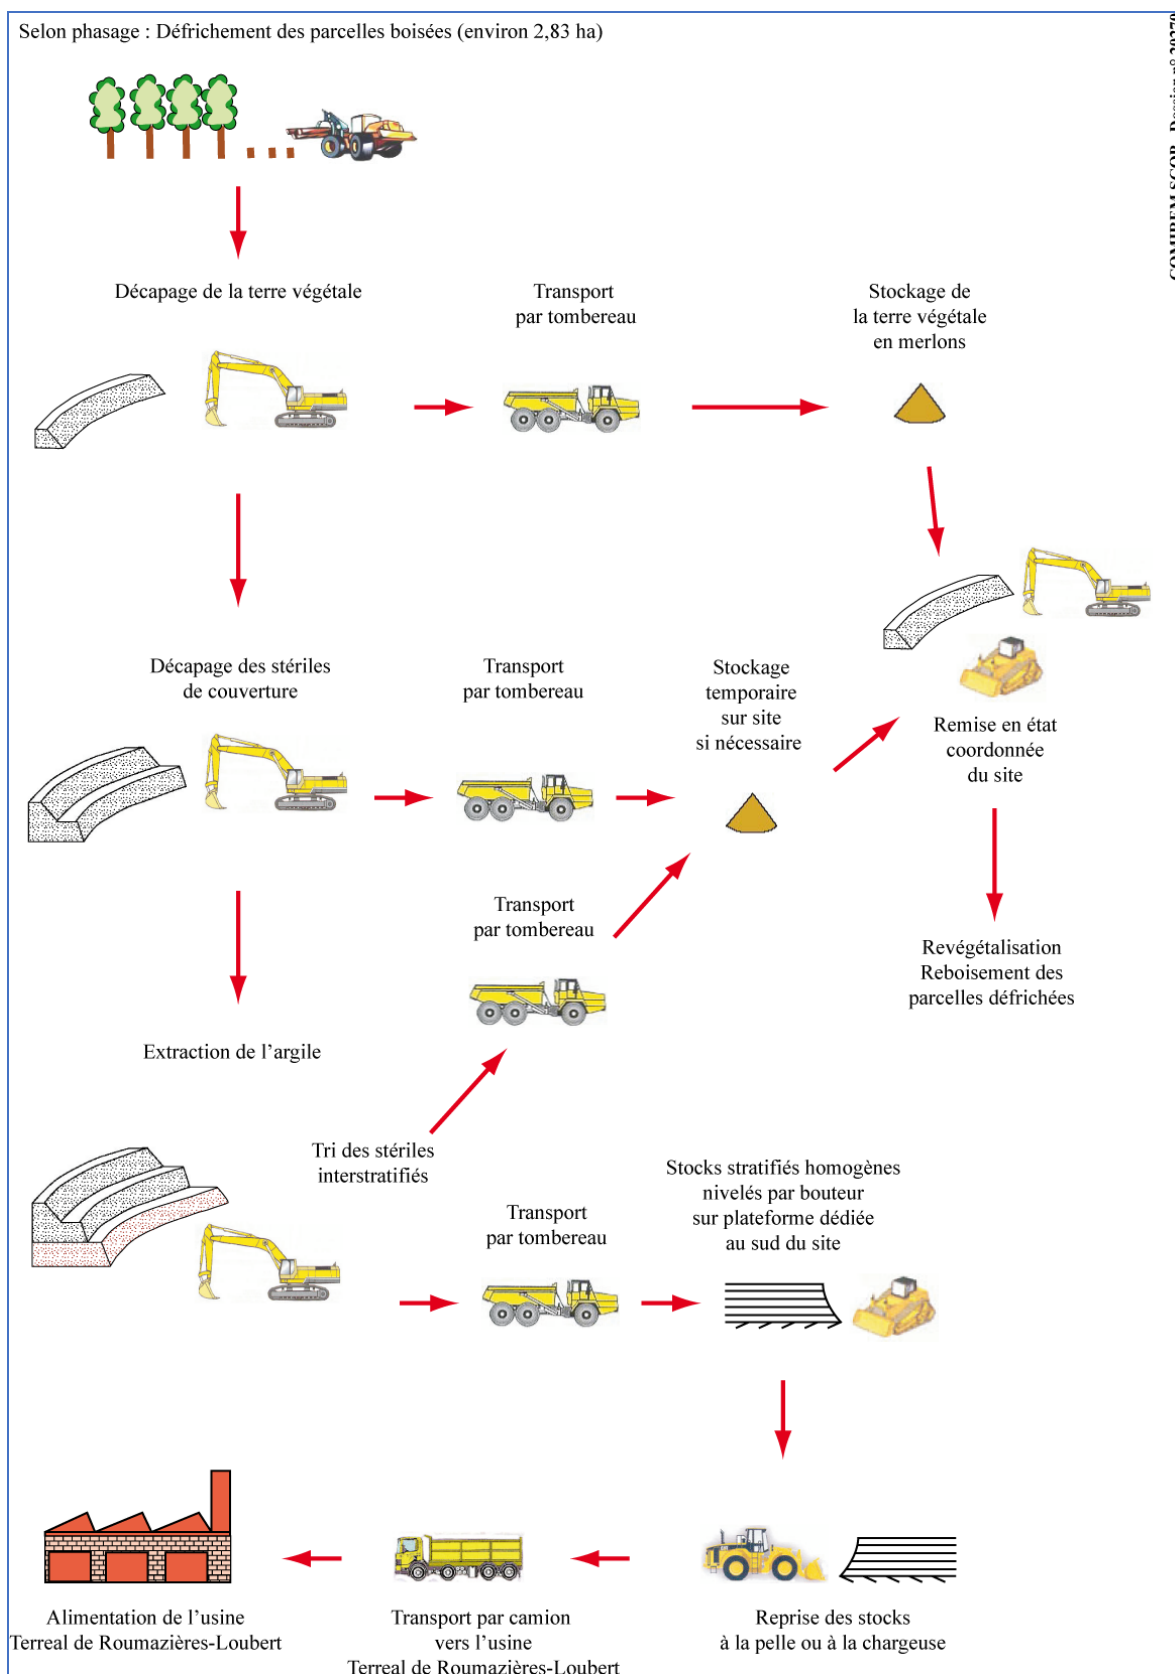 Selon phasage : Défrichement des parcelles boisées (environ 2,83 ha)
Décapage de la terre végétale
Transport
par tombereau
Stockage de
la terre végétale
en merlons
Décapage des stériles
de couverture
Transport
par tombereau
Stockage
temporaire
sur site
si nécessaire
Remise en état
coordonnée
du site
Transport
par tombereau
Revégétalisation
Reboisement des
parcelles défrichées
Extraction de l’argile
Tri des stériles
interstratifiés
Transport
par tombereau
Stocks stratifiés homogènes
nivelés par bouteur
sur plateforme dédiée
au sud du site
Alimentation de l’usine
Terreal de Roumazières-Loubert
Transport par camion
vers l’usine
Terreal de Roumazières-Loubert
Reprise des stocks
à la pelle ou à la chargeuse